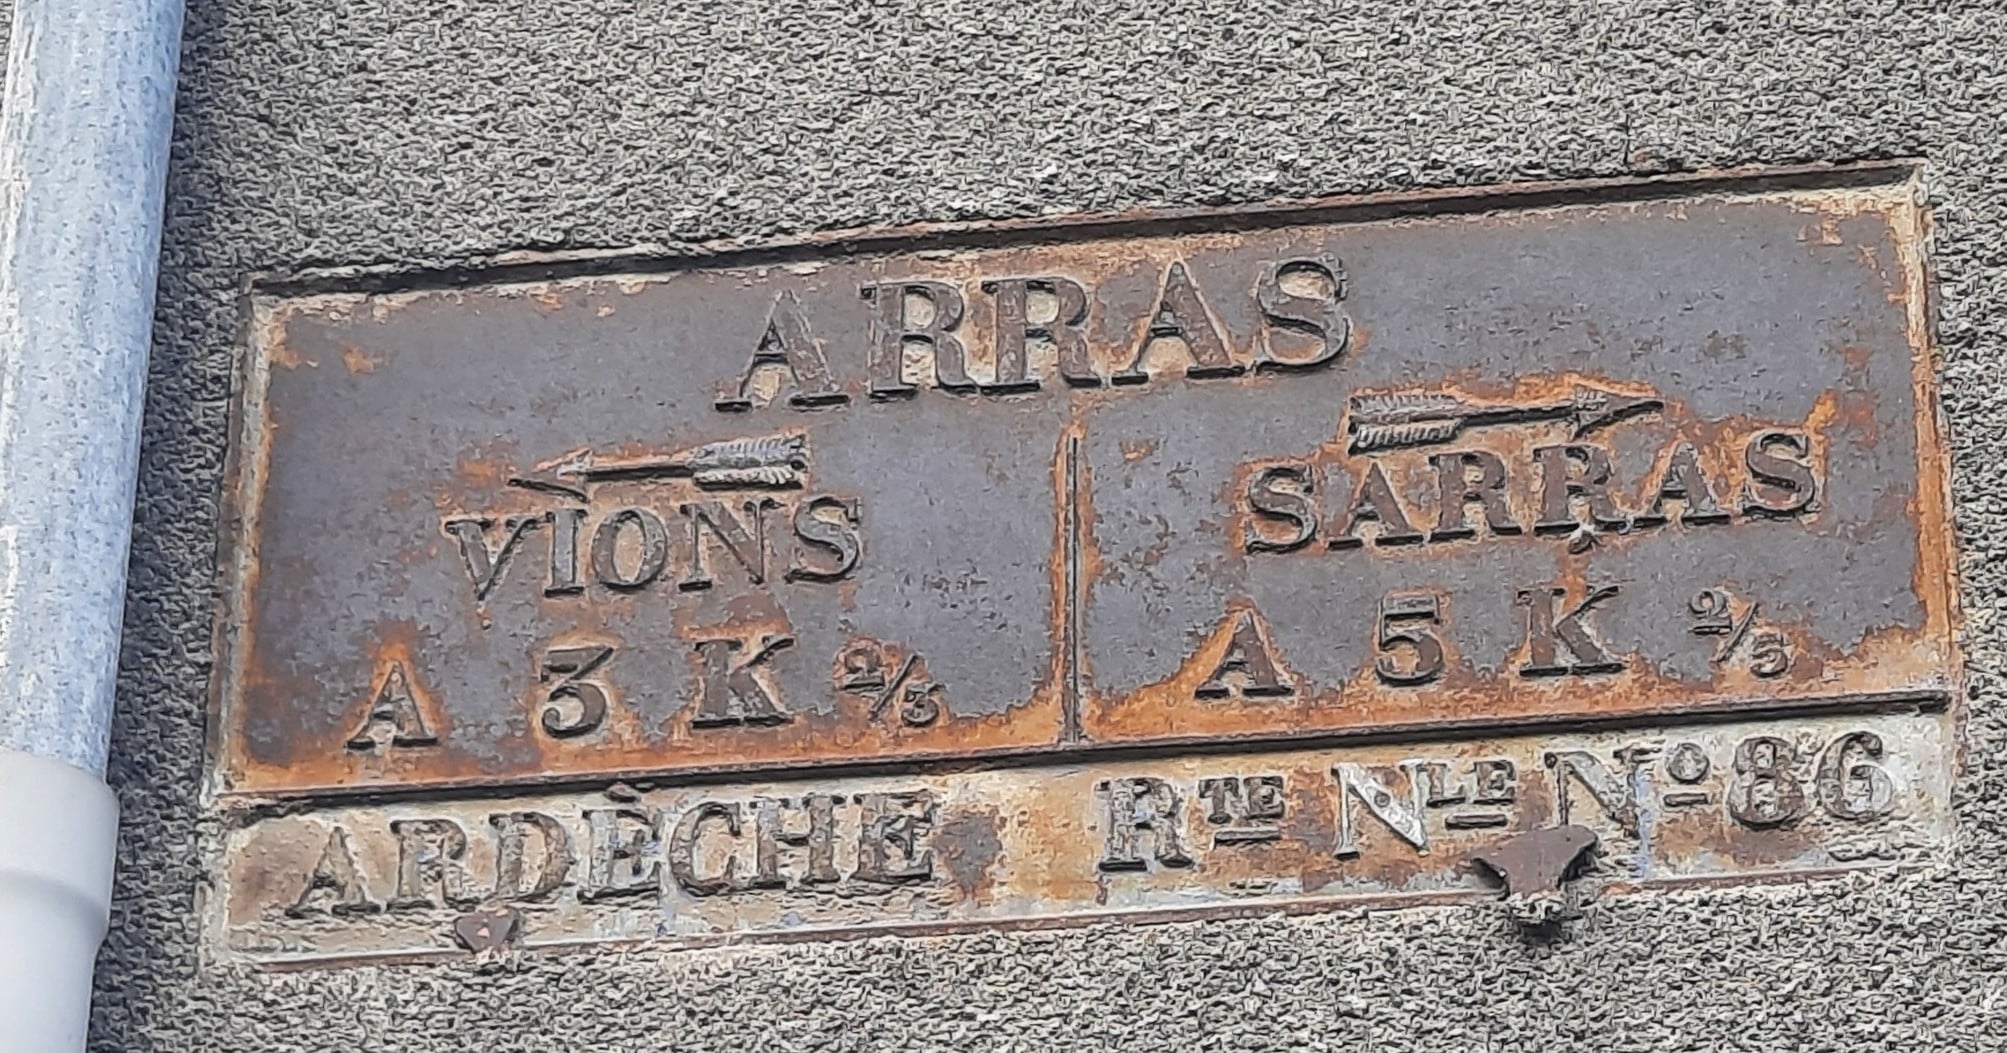 ARRAS
VIONS
SARRAS
A 3 K 2/3
A 5 K 2/5
ARDÈCHE Rte Nle No 86